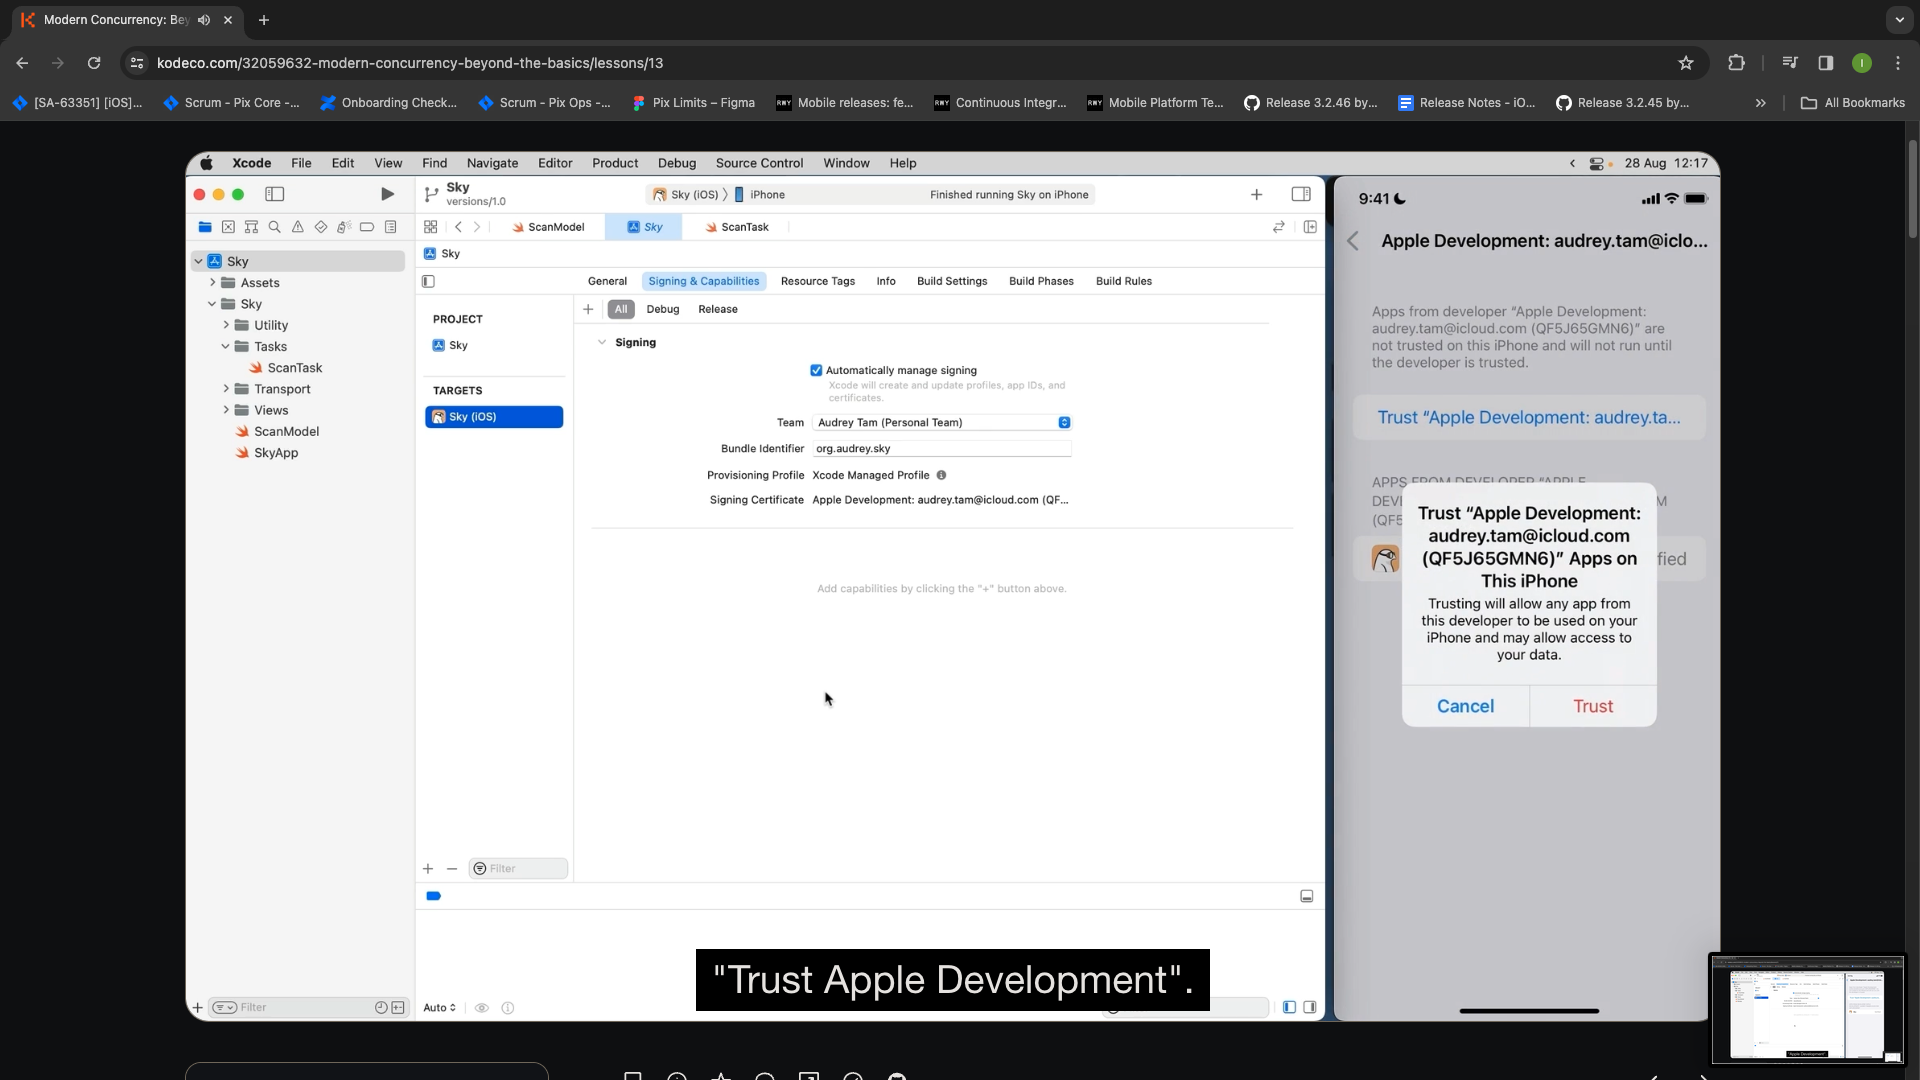 Modern Concurrency: Bey
kodeco.com/32059632-modern-concurrency-beyond-the-basics/lessons/13
[SA-63351] [iOS]...
Scrum - Pix Core -...
Onboarding Check...
Scrum - Pix Ops -...
Pix Limits – Figma
RWY Mobile releases: fe...
RWY Continuous Integr...
RWY Mobile Platform Te...
Release 3.2.46 by...
Release Notes - iO...
Release 3.2.45 by...
All Bookmarks
Xcode File Edit View Find Navigate Editor Product Debug Source Control Window Help
28 Aug 12:17
Sky
versions/1.0
Sky (iOS) 〉 iPhone
Finished running Sky on iPhone
ScanModel
Sky
ScanTask
Sky
Sky
Assets
Sky
Utility
Tasks
ScanTask
Transport
Views
ScanModel
SkyApp
Filter
General
Signing & Capabilities
Resource Tags
Info
Build Settings
Build Phases
Build Rules
PROJECT
Sky
TARGETS
Sky (iOS)
Filter
All
Debug
Release
Signing
Automatically manage signing
Xcode will create and update profiles, app IDs, and
certificates.
Team Audrey Tam (Personal Team)
Bundle Identifier org.audrey.sky
Provisioning Profile Xcode Managed Profile
Signing Certificate Apple Development: audrey.tam@icloud.com (QF...
Add capabilities by clicking the "+" button above.
Auto
"Trust Apple Development".
9:41
Apple Development: audrey.tam@iclo...
Apps from developer “Apple Development:
audrey.tam@icloud.com (QF5J65GMN6)” are
not trusted on this iPhone and will not run until
the developer is trusted.
Trust “Apple Development: audrey.ta...
APPS FROM DEVELOPER “APPLE
DEV
M
(QF5
fied
Trust “Apple Development:
audrey.tam@icloud.com
(QF5J65GMN6)” Apps on
This iPhone
Trusting will allow any app from
this developer to be used on your
iPhone and may allow access to
your data.
Cancel
Trust